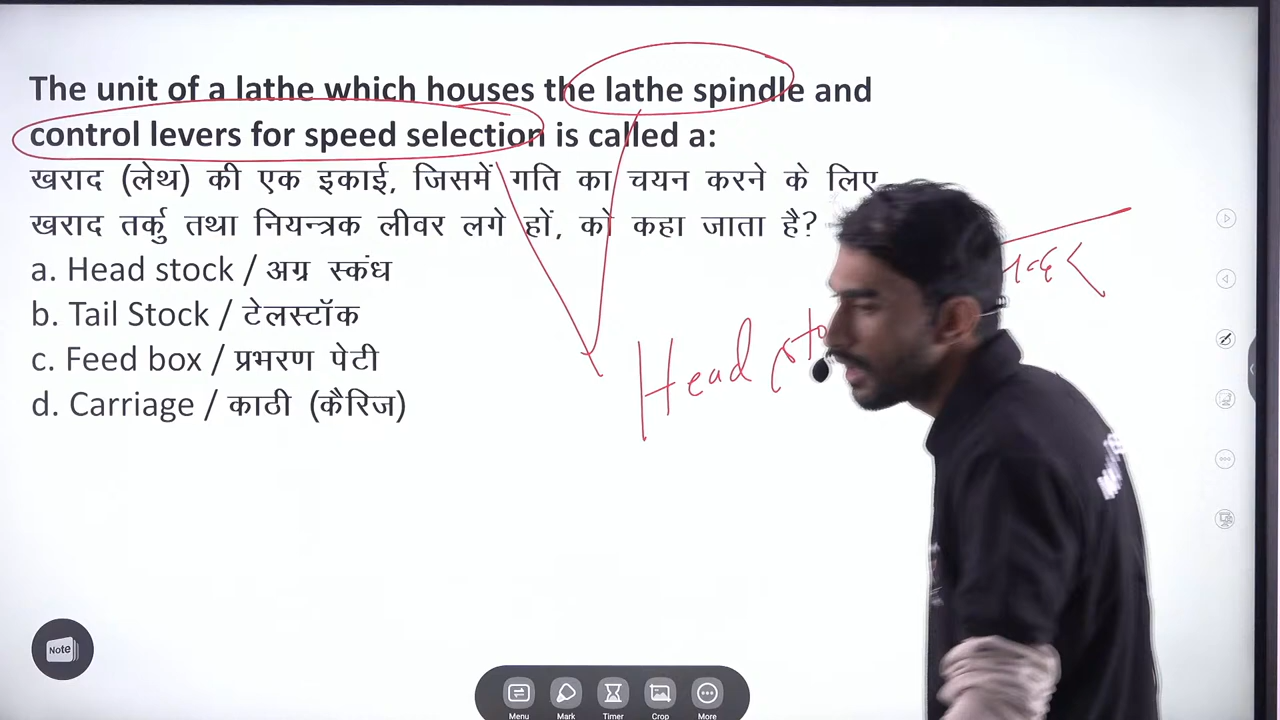 The unit of a lathe which houses the lathe spindle and
control levers for speed selection is called a:
खराद (लेथ) की एक इकाई, जिसमें गति का चयन करने के लिए
खराद तर्कु तथा नियन्त्रक लीवर लगे हों, को कहा जाता है?
a. Head stock / अग्र स्कंध
b. Tail Stock / टेलस्टॉक
c. Feed box / प्रभरण पेटी
d. Carriage / काठी (कैरिज)
Head sto
Note
Menu Mark Timer Crop More